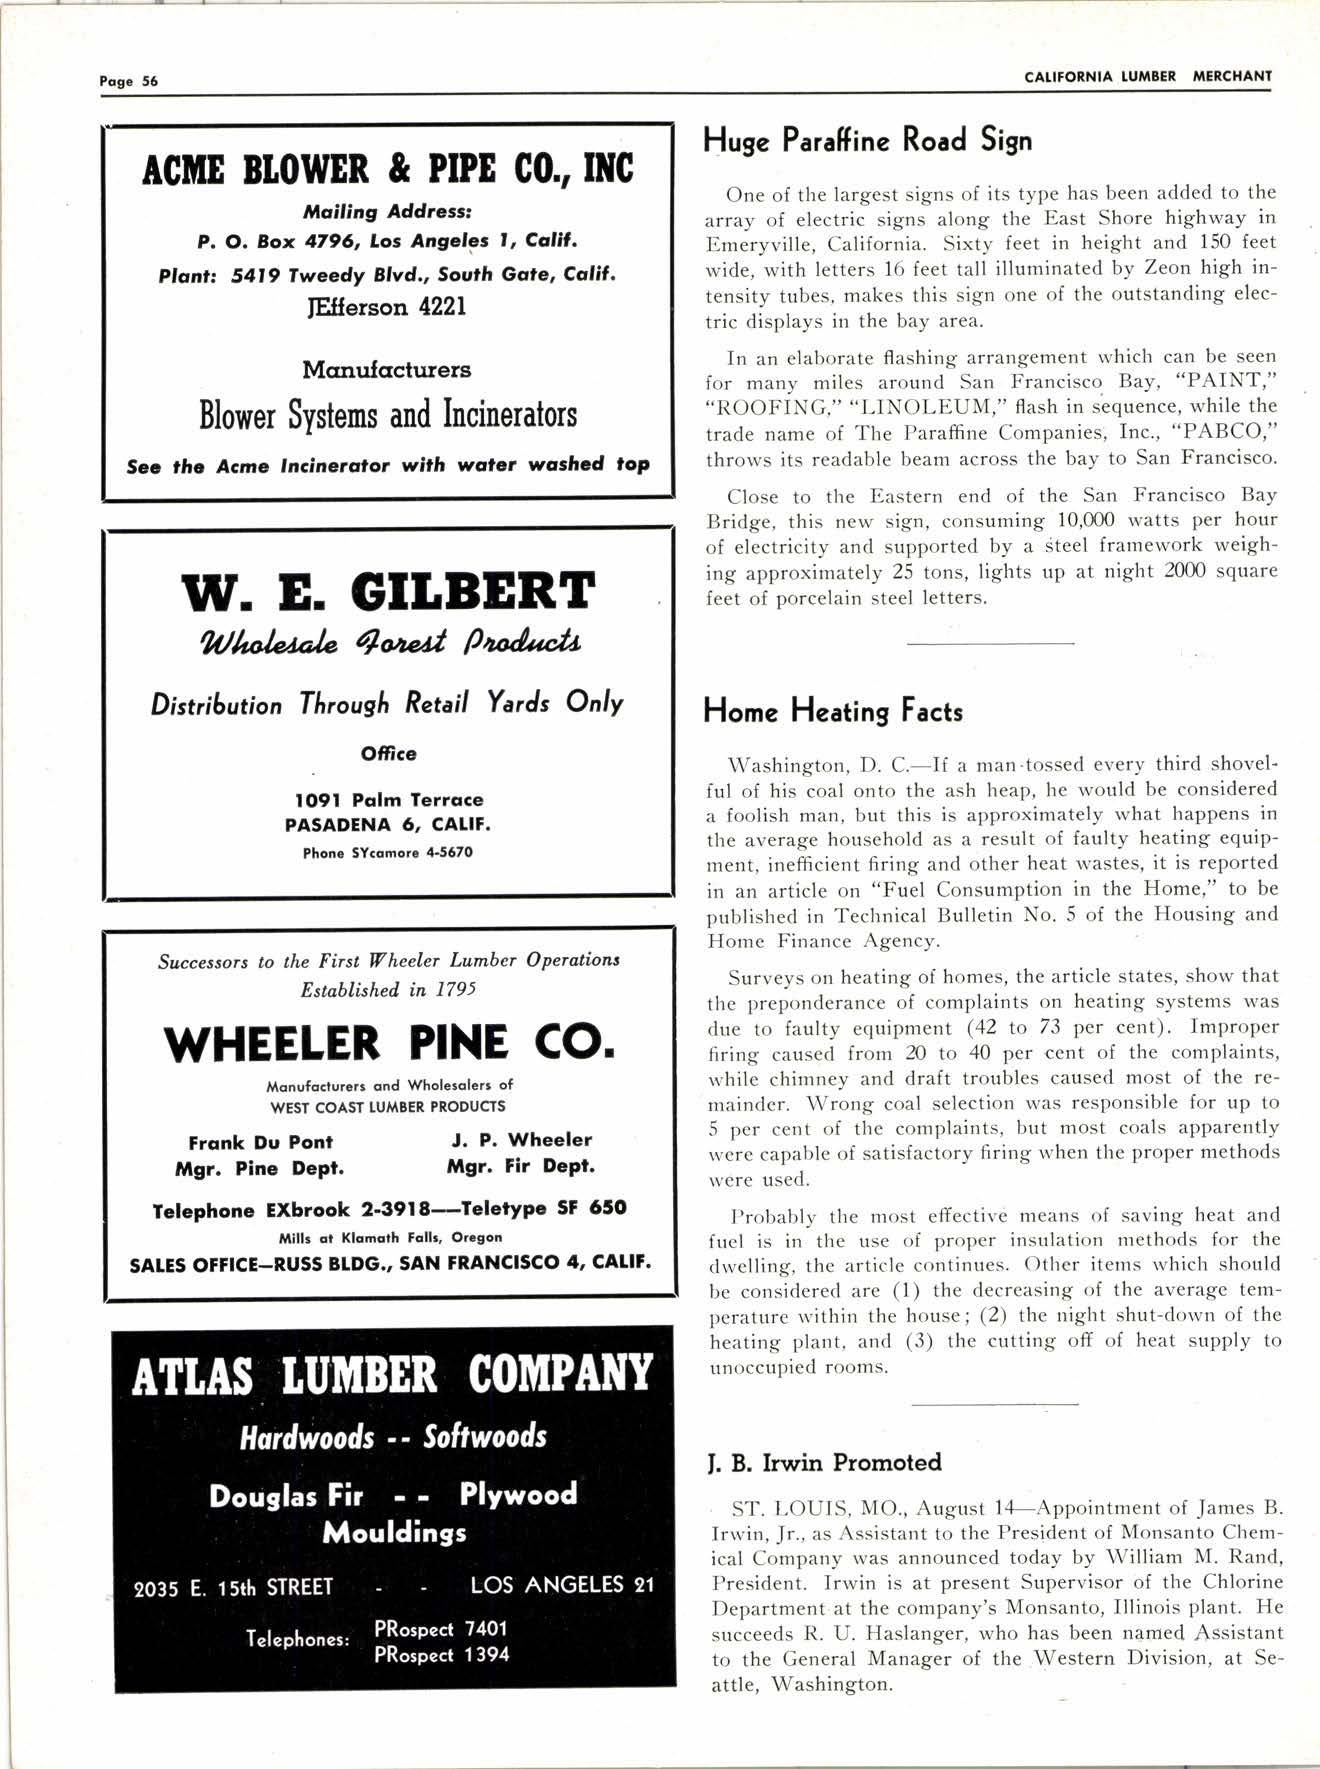 Page 56
CALIFORNIA LUMBER MERCHANT
ACME BLOWER & PIPE CO., INC
Mailing Address:
P. O. Box 4796, Los Angeles 1, Calif.
Plant: 5419 Tweedy Blvd., South Gate, Calif.
JEfferson 4221
Manufacturers
Blower Systems and Incinerators
See the Acme Incinerator with water washed top
W. E. GILBERT
Wholesale Forest Products
Distribution Through Retail Yards Only
Office
1091 Palm Terrace
PASADENA 6, CALIF.
Phone SYcamore 4-5670
Successors to the First Wheeler Lumber Operations
Established in 1795
WHEELER PINE CO.
Manufacturers and Wholesalers of
WEST COAST LUMBER PRODUCTS
Frank Du Pont J. P. Wheeler
Mgr. Pine Dept. Mgr. Fir Dept.
Telephone EXbrook 2-3918—Teletype SF 650
Mills at Klamath Falls, Oregon
SALES OFFICE—RUSS BLDG., SAN FRANCISCO 4, CALIF.
ATLAS LUMBER COMPANY
Hardwoods -- Softwoods
Douglas Fir -- Plywood
Mouldings
2035 E. 15th STREET - - LOS ANGELES 21
Telephones: PRospect 7401
PRospect 1394
Huge Paraffine Road Sign
One of the largest signs of its type has been added to the
array of electric signs along the East Shore highway in
Emeryville, California. Sixty feet in height and 150 feet
wide, with letters 16 feet tall illuminated by Zeon high in-
tensity tubes, makes this sign one of the outstanding elec-
tric displays in the bay area.
In an elaborate flashing arrangement which can be seen
for many miles around San Francisco Bay, "PAINT,"
"ROOFING," "LINOLEUM," flash in sequence, while the
trade name of The Paraffine Companies, Inc., "PABCO,"
throws its readable beam across the bay to San Francisco.
Close to the Eastern end of the San Francisco Bay
Bridge, this new sign, consuming 10,000 watts per hour
of electricity and supported by a steel framework weigh-
ing approximately 25 tons, lights up at night 2000 square
feet of porcelain steel letters.
Home Heating Facts
Washington, D. C.—If a man tossed every third shovel-
ful of his coal onto the ash heap, he would be considered
a foolish man, but this is approximately what happens in
the average household as a result of faulty heating equip-
ment, inefficient firing and other heat wastes, it is reported
in an article on "Fuel Consumption in the Home," to be
published in Technical Bulletin No. 5 of the Housing and
Home Finance Agency.
Surveys on heating of homes, the article states, show that
the preponderance of complaints on heating systems was
due to faulty equipment (42 to 73 per cent). Improper
firing caused from 20 to 40 per cent of the complaints,
while chimney and draft troubles caused most of the re-
mainder. Wrong coal selection was responsible for up to
5 per cent of the complaints, but most coals apparently
were capable of satisfactory firing when the proper methods
were used.
Probably the most effective means of saving heat and
fuel is in the use of proper insulation methods for the
dwelling, the article continues. Other items which should
be considered are (1) the decreasing of the average tem-
perature within the house; (2) the night shut-down of the
heating plant, and (3) the cutting off of heat supply to
unoccupied rooms.
J. B. Irwin Promoted
ST. LOUIS, MO., August 14—Appointment of James B.
Irwin, Jr., as Assistant to the President of Monsanto Chem-
ical Company was announced today by William M. Rand,
President. Irwin is at present Supervisor of the Chlorine
Department at the company's Monsanto, Illinois plant. He
succeeds R. U. Haslanger, who has been named Assistant
to the General Manager of the Western Division, at Se-
attle, Washington.